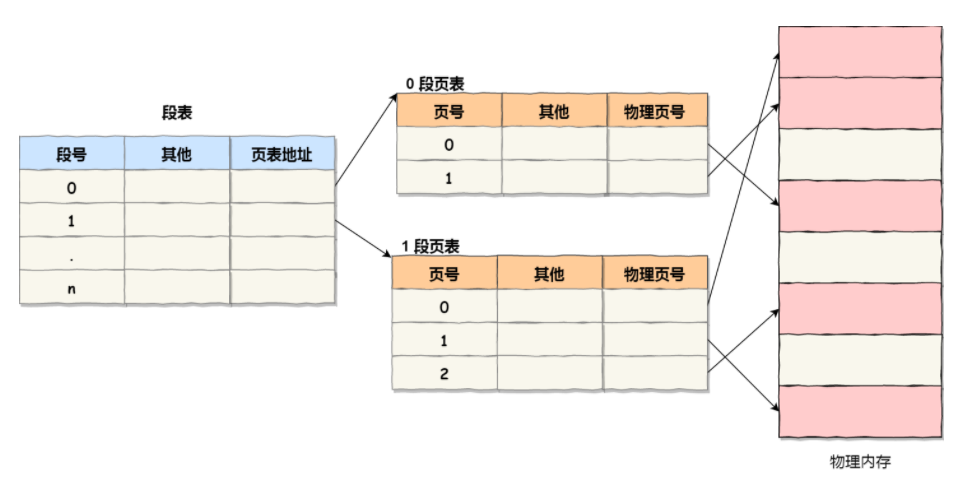 段表
段号 其他 页表地址
0
1
.
n
0 段页表
页号 其他 物理页号
0
1
1 段页表
页号 其他 物理页号
0
1
2
物理内存